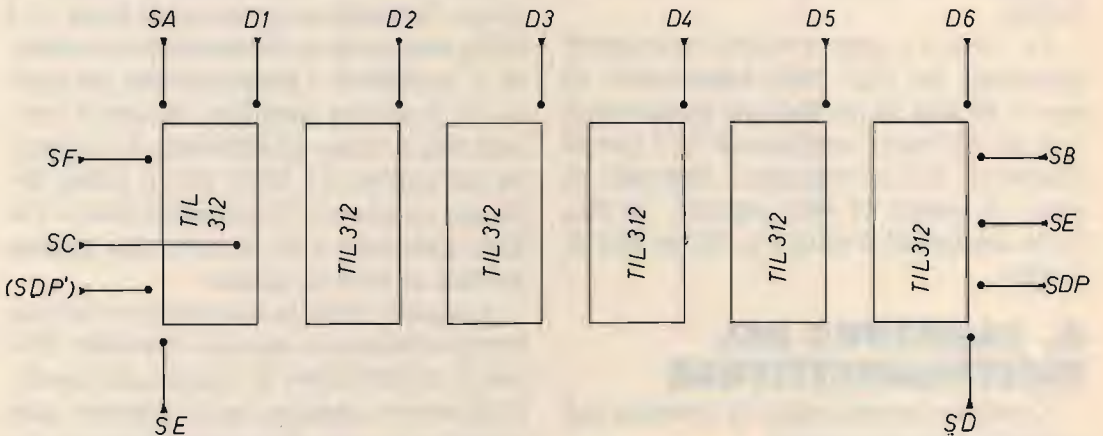 SA D1 D2 D3 D4 D5 D6
SF
SC
(SDP')
TIL
312
TIL312
TIL312
TIL312
TIL312
TIL312
SB
SE
SDP
SE
SD